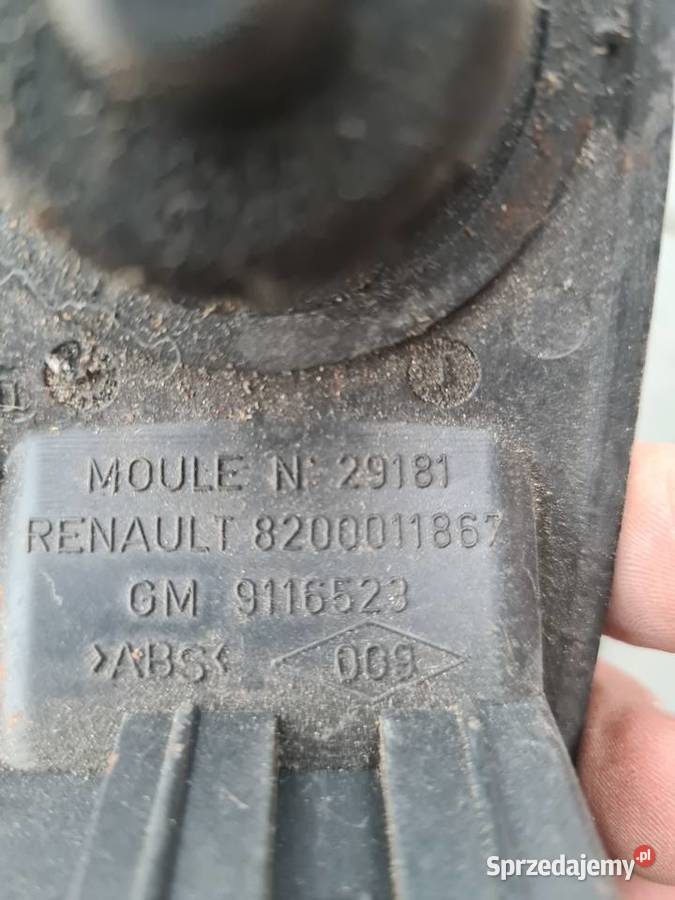 MOULE N: 29181
RENAULT 8200011867
GM 9116523
>ABS<
009
Sprzedajemy.pl